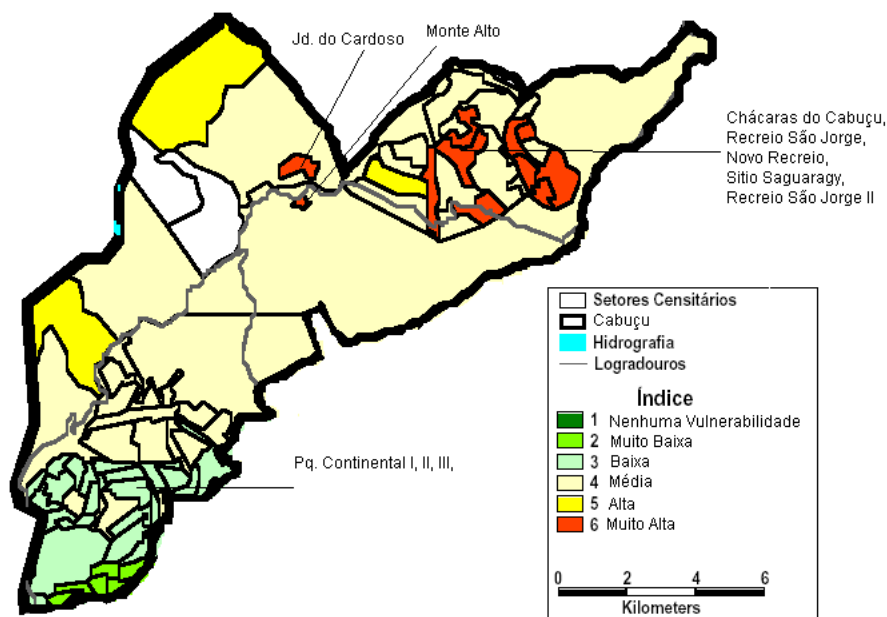 Jd. do Cardoso
Monte Alto
Chácaras do Cabuçu,
Recreio São Jorge,
Novo Recreio,
Sitio Saguaragy,
Recreio São Jorge II
Setores Censitários
Cabuçu
Hidrografia
Logradouros
Índice
1 Nenhuma Vulnerabilidade
2 Muito Baixa
3 Baixa
4 Média
5 Alta
6 Muito Alta
Pq. Continental I, II, III,
0 2 4 6
Kilometers